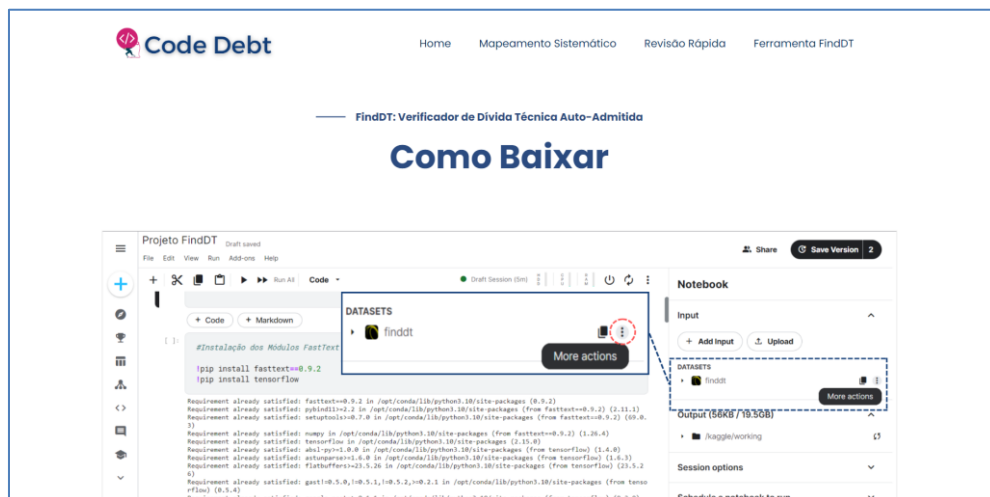 Code Debt
Home Mapeamento Sistemático Revisão Rápida Ferramenta FindDT
FindDT: Verificador de Dívida Técnica Auto-Admitida
Como Baixar
Projeto FindDT Draft saved
File Edit View Run Add-ons Help
Share Save Version 2
Run All Code Draft Session (5m)
Notebook
+ Code + Markdown
[ ]:
#Instalação dos Módulos FastText
!pip install fasttext==0.9.2
!pip install tensorflow
DATASETS
finddt
More actions
Input
+ Add Input Upload
DATASETS
finddt
More actions
Output (56KB / 19.5GB)
/kaggle/working
Session options
Requirement already satisfied: fasttext==0.9.2 in /opt/conda/lib/python3.10/site-packages (0.9.2)
Requirement already satisfied: pybind11>=2.2 in /opt/conda/lib/python3.10/site-packages (from fasttext==0.9.2) (2.11.1)
Requirement already satisfied: setuptools>=0.7.0 in /opt/conda/lib/python3.10/site-packages (from fasttext==0.9.2) (69.0.
3)
Requirement already satisfied: numpy in /opt/conda/lib/python3.10/site-packages (from fasttext==0.9.2) (1.26.4)
Requirement already satisfied: tensorflow in /opt/conda/lib/python3.10/site-packages (2.15.0)
Requirement already satisfied: absl-py>=1.0.0 in /opt/conda/lib/python3.10/site-packages (from tensorflow) (1.4.0)
Requirement already satisfied: astunparse>=1.6.0 in /opt/conda/lib/python3.10/site-packages (from tensorflow) (1.6.3)
Requirement already satisfied: flatbuffers>=23.5.26 in /opt/conda/lib/python3.10/site-packages (from tensorflow) (23.5.2
6)
Requirement already satisfied: gast!=0.5.0,!=0.5.1,!=0.5.2,>=0.2.1 in /opt/conda/lib/python3.10/site-packages (from tenso
rflow) (0.5.4)